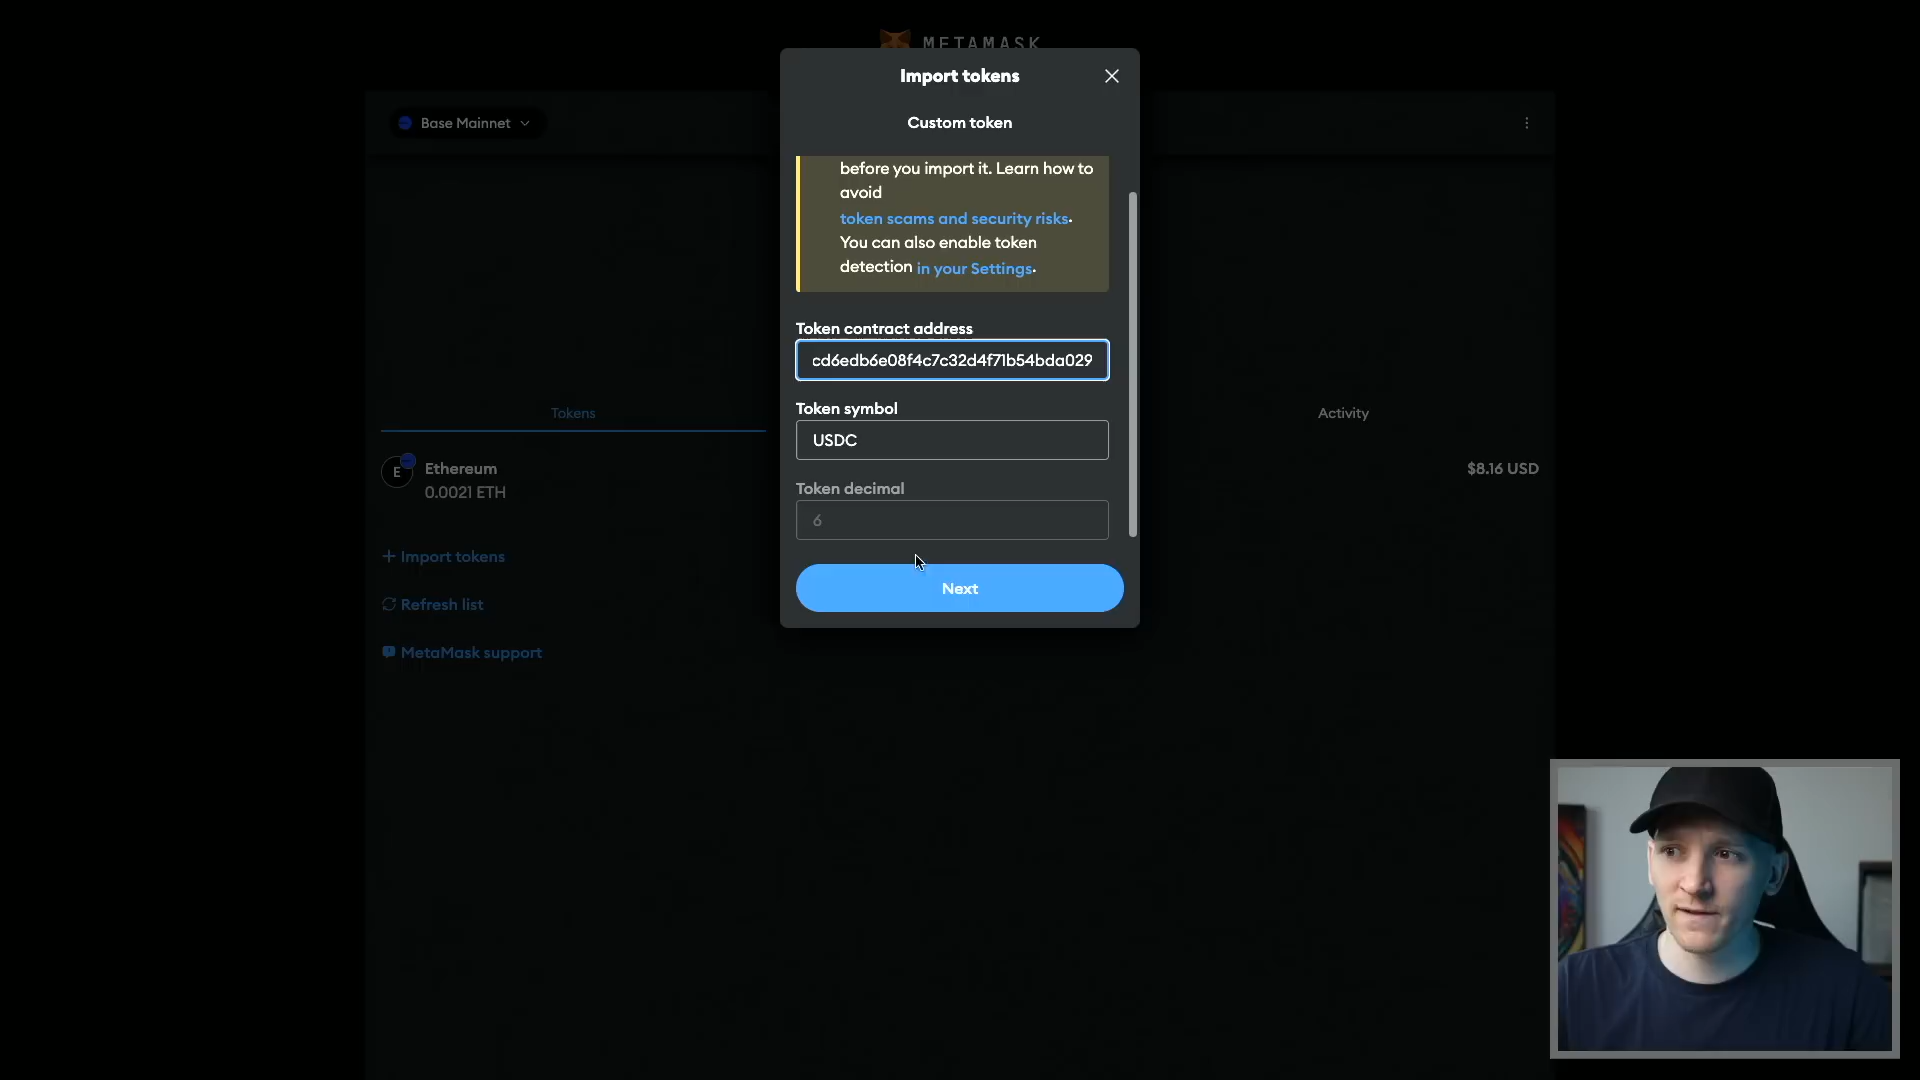 METAMASK
Import tokens
Custom token
Base Mainnet
before you import it. Learn how to
avoid
token scams and security risks.
You can also enable token
detection in your Settings.
Token contract address
cd6edb6e08f4c7c32d4f71b54bda029
Tokens
Activity
Token symbol
USDC
E
Ethereum
0.0021 ETH
$8.16 USD
Token decimal
6
+ Import tokens
Next
Refresh list
MetaMask support